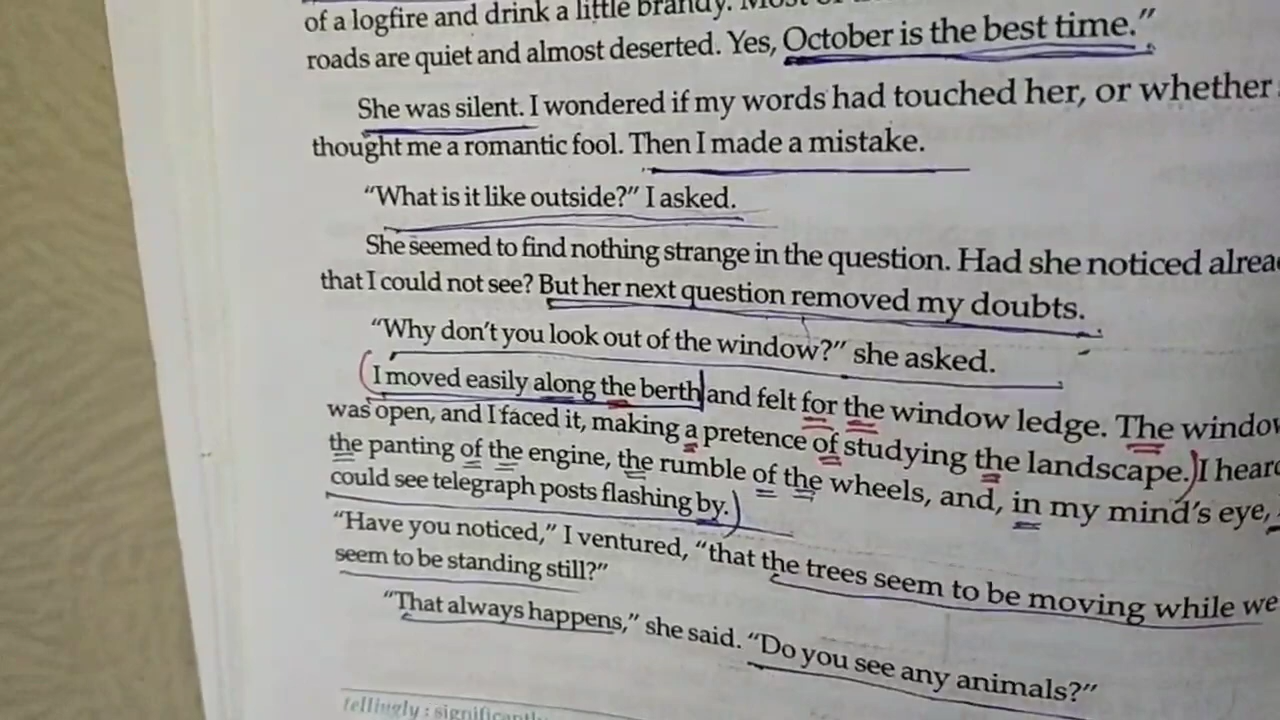 of a logfire and drink a little brandy.
roads are quiet and almost deserted. Yes, October is the best time.”
She was silent. I wondered if my words had touched her, or whether
thought me a romantic fool. Then I made a mistake.
“What is it like outside?” I asked.
She seemed to find nothing strange in the question. Had she noticed
that I could not see? But her next question removed my doubts.
“Why don’t you look out of the window?” she asked.
I moved easily along the berth and felt for the window ledge. The
was open, and I faced it, making a pretence of studying the landscape. I
the panting of the engine, the rumble of the wheels, and, in my mind’s eye,
could see telegraph posts flashing by.
“Have you noticed,” I ventured, “that the trees seem to be moving while we
seem to be standing still?”
“That always happens,” she said. “Do you see any animals?”
tellingly :